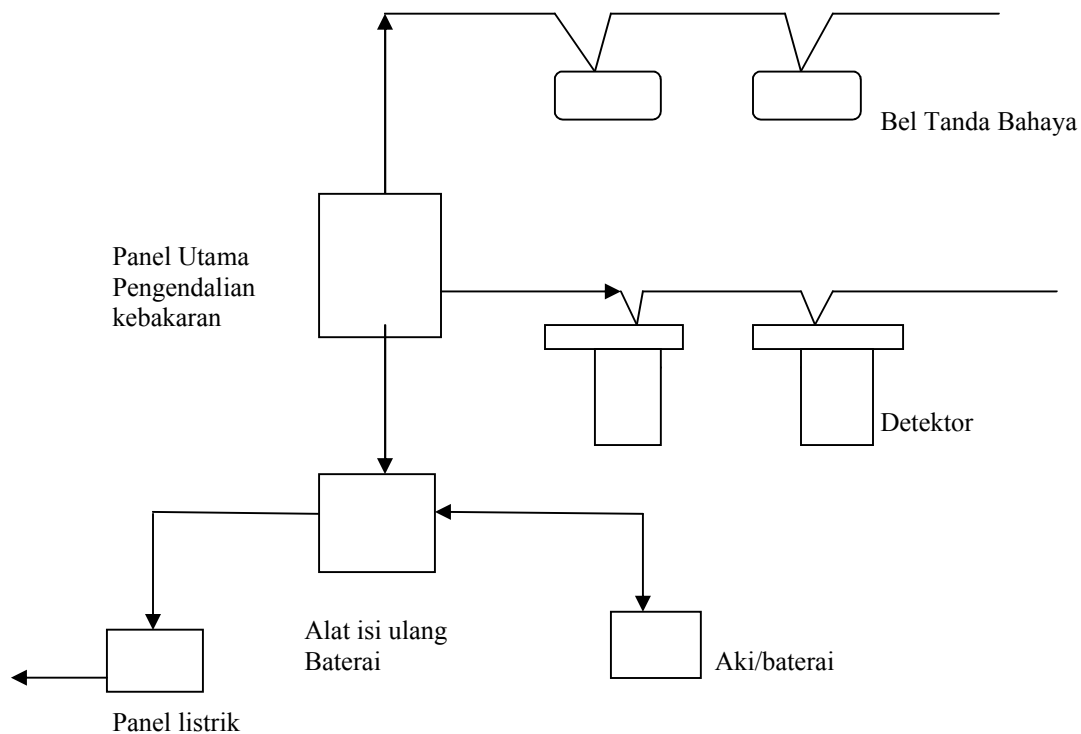 Bel Tanda Bahaya
Panel Utama
Pengendalian
kebakaran
Detektor
Alat isi ulang
Baterai
Aki/baterai
Panel listrik